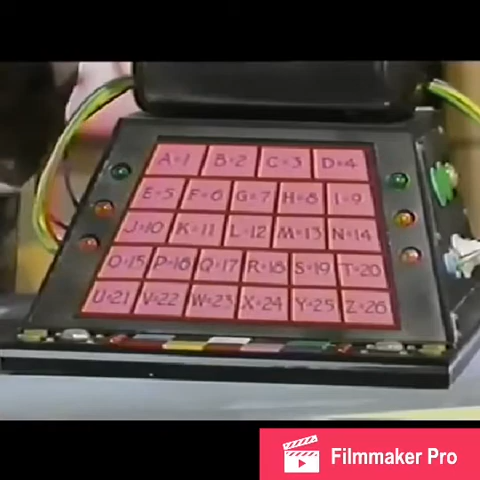 A=1 B=2 C=3 D=4
E=5 F=6 G=7 H=8 I=9
J=10 K=11 L=12 M=13 N=14
O=15 P=16 Q=17 R=18 S=19 T=20
U=21 V=22 W=23 X=24 Y=25 Z=26
Filmmaker Pro